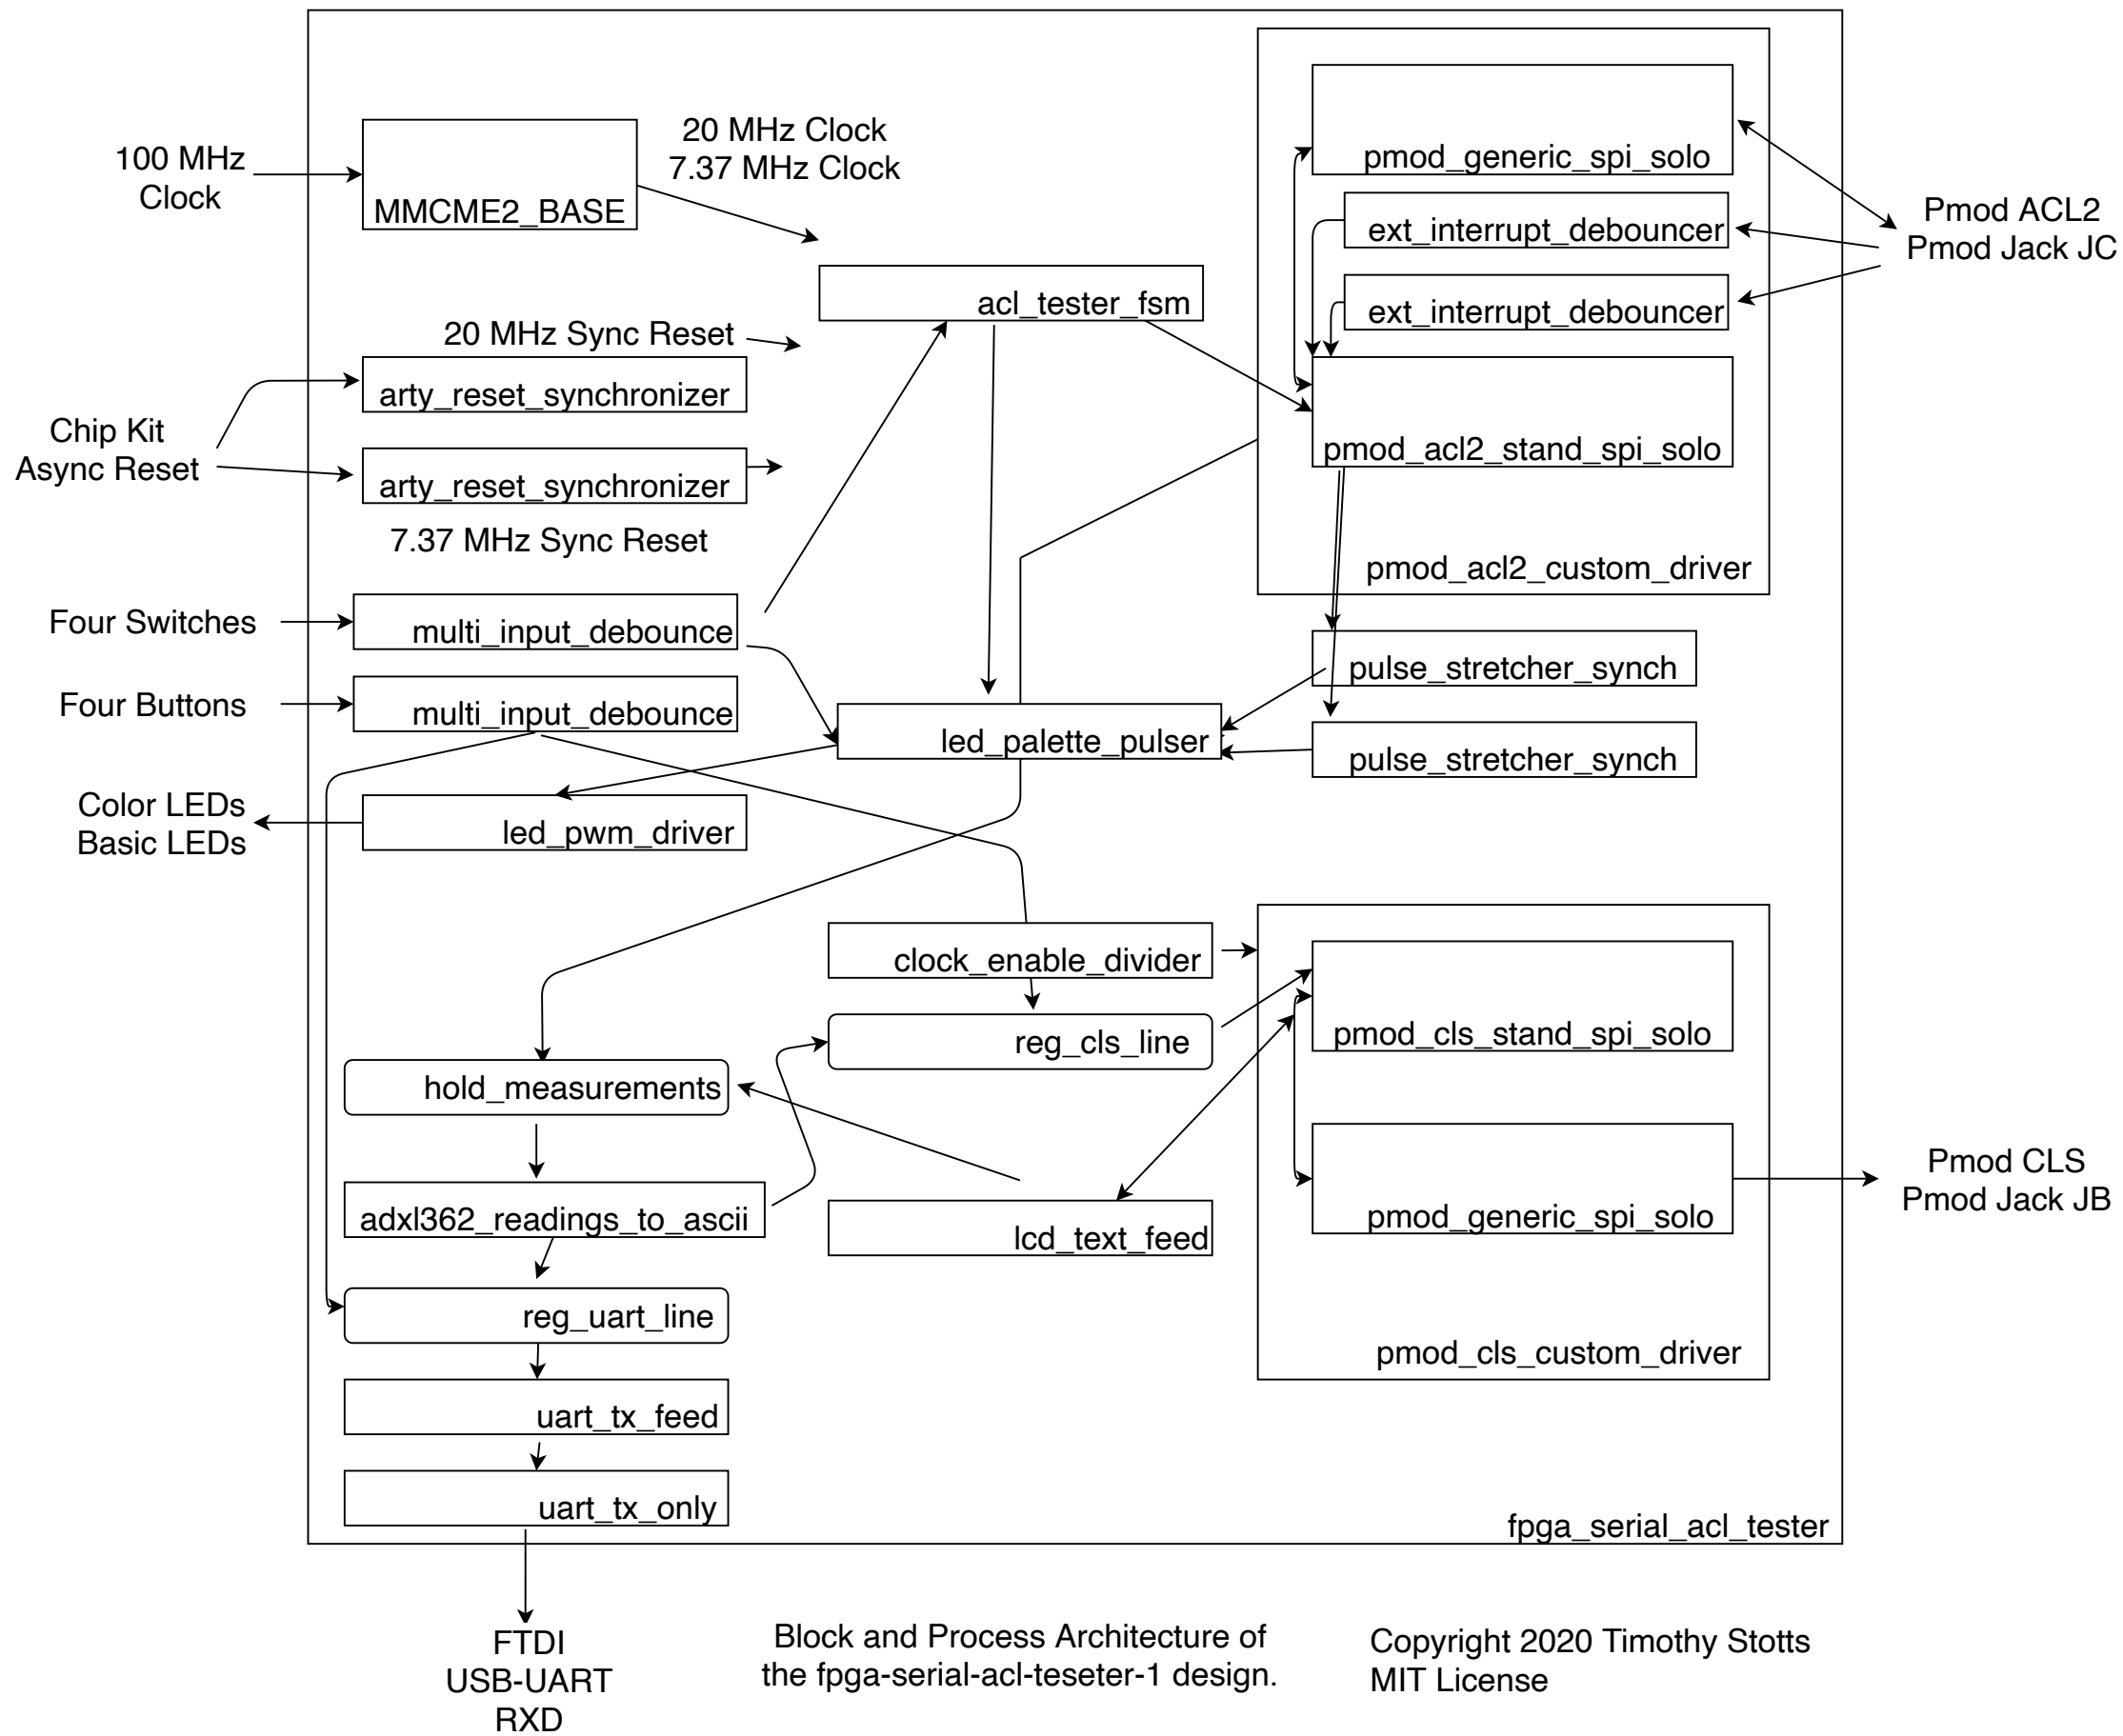 100 MHz
Clock
MMCME2_BASE
20 MHz Clock
7.37 MHz Clock
pmod_generic_spi_solo
ext_interrupt_debouncer
ext_interrupt_debouncer
Pmod ACL2
Pmod Jack JC
acl_tester_fsm
20 MHz Sync Reset
arty_reset_synchronizer
Chip Kit
Async Reset
arty_reset_synchronizer
7.37 MHz Sync Reset
pmod_acl2_stand_spi_solo
pmod_acl2_custom_driver
Four Switches
multi_input_debounce
Four Buttons
multi_input_debounce
pulse_stretcher_synch
led_palette_pulser
pulse_stretcher_synch
Color LEDs
Basic LEDs
led_pwm_driver
clock_enable_divider
reg_cls_line
pmod_cls_stand_spi_solo
hold_measurements
adxl362_readings_to_ascii
lcd_text_feed
pmod_generic_spi_solo
Pmod CLS
Pmod Jack JB
reg_uart_line
pmod_cls_custom_driver
uart_tx_feed
uart_tx_only
fpga_serial_acl_tester
FTDI
USB-UART
RXD
Block and Process Architecture of
the fpga-serial-acl-teseter-1 design.
Copyright 2020 Timothy Stotts
MIT License